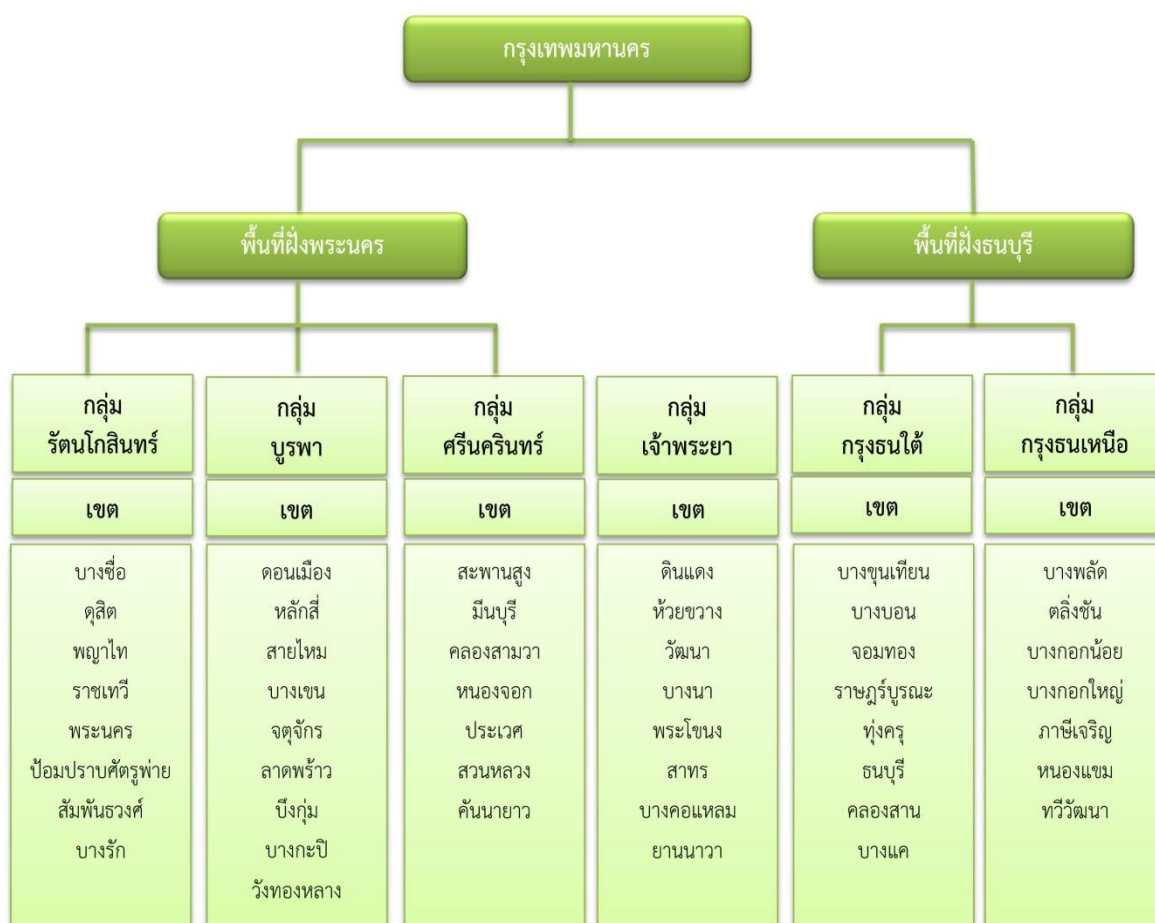 กรุงเทพมหานคร
พื้นที่ฝั่งพระนคร
พื้นที่ฝั่งธนบุรี
กลุ่ม
รัตนโกสินทร์
เขต
บางซื่อ
ดุสิต
พญาไท
ราชเทวี
พระนคร
ป้อมปราบศัตรูพ่าย
สัมพันธวงศ์
บางรัก
กลุ่ม
บูรพา
เขต
ดอนเมือง
หลักสี่
สายไหม
บางเขน
จตุจักร
ลาดพร้าว
บึงกุ่ม
บางกะปิ
วังทองหลาง
กลุ่ม
ศรีนครินทร์
เขต
สะพานสูง
มีนบุรี
คลองสามวา
หนองจอก
ประเวศ
สวนหลวง
คันนายาว
กลุ่ม
เจ้าพระยา
เขต
ดินแดง
ห้วยขวาง
วัฒนา
บางนา
พระโขนง
สาทร
บางคอแหลม
ยานนาวา
กลุ่ม
กรุงธนใต้
เขต
บางขุนเทียน
บางบอน
จอมทอง
ราษฎร์บูรณะ
ทุ่งครุ
ธนบุรี
คลองสาน
บางแค
กลุ่ม
กรุงธนเหนือ
เขต
บางพลัด
ตลิ่งชัน
บางกอกน้อย
บางกอกใหญ่
ภาษีเจริญ
หนองแขม
ทวีวัฒนา